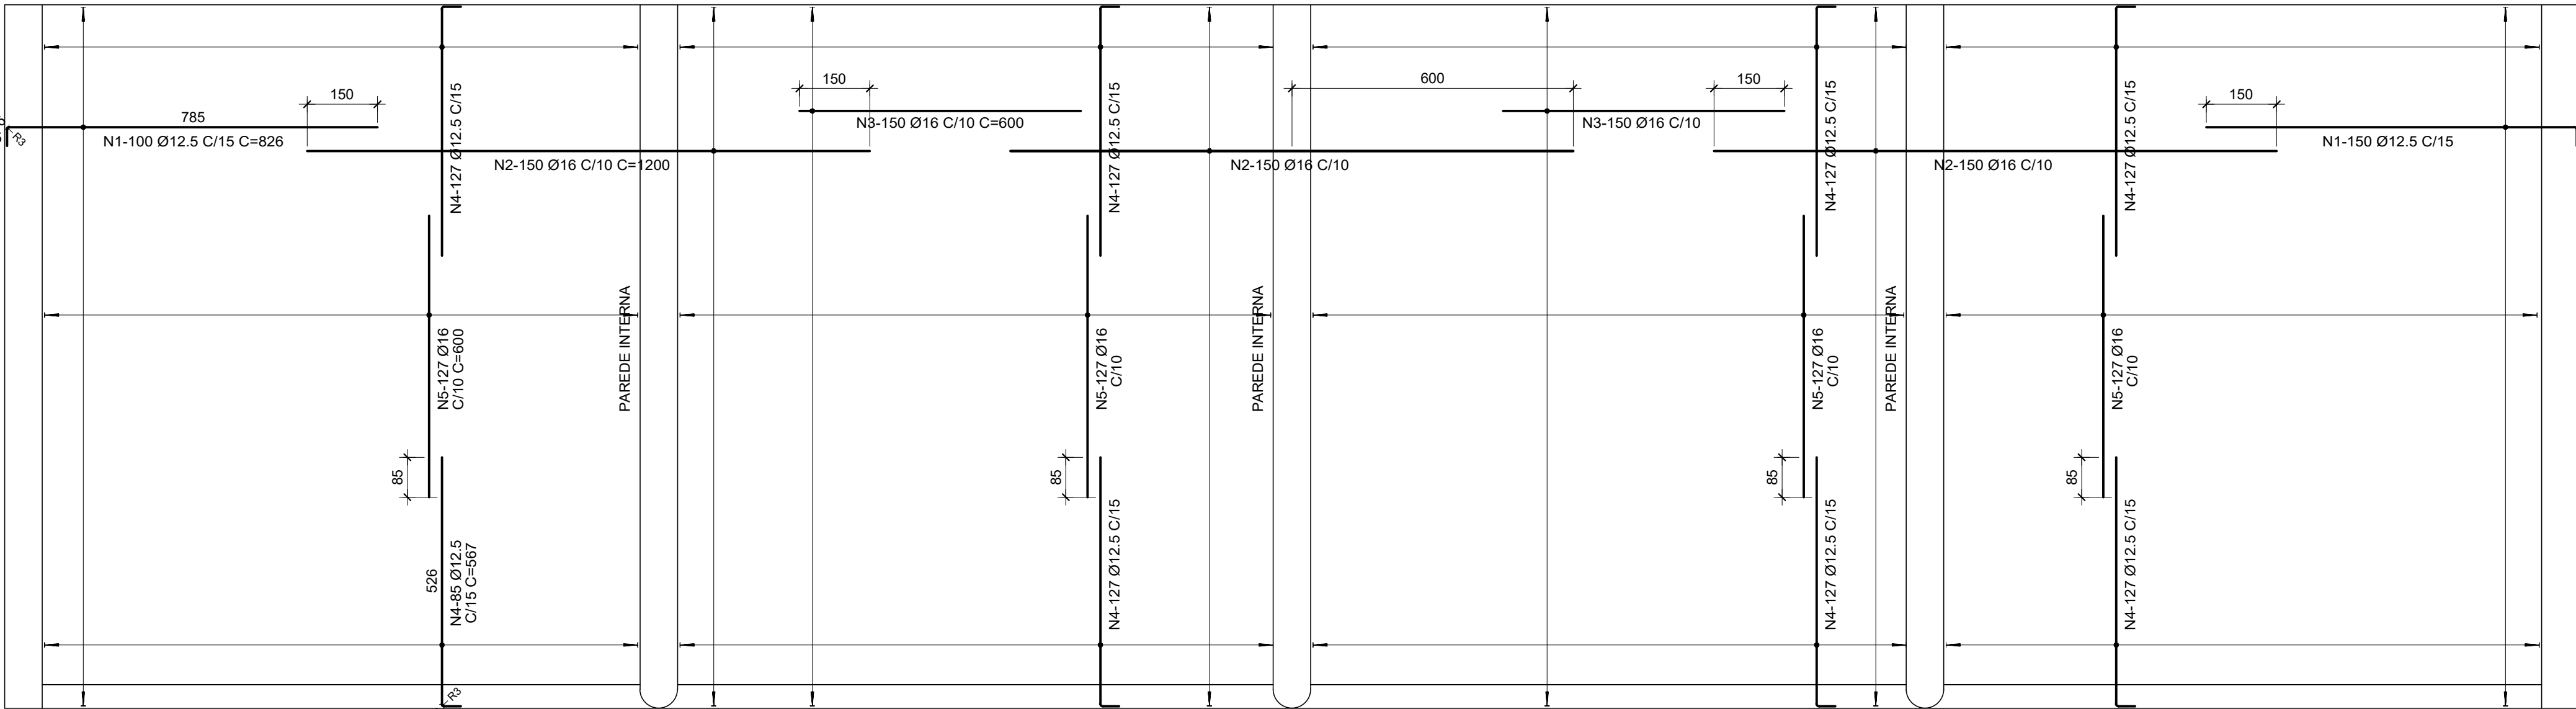 150
600
150
150
150
785
N1-100 Ø12.5 C/15 C=826
R3
N3-150 Ø16 C/10 C=600
N3-150 Ø16 C/10
N1-150 Ø12.5 C/15
N2-150 Ø16 C/10 C=1200
N2-150 Ø16 C/10
N2-150 Ø16 C/10
N4-127 Ø12.5 C/15
N4-127 Ø12.5 C/15
N4-127 Ø12.5 C/15
N4-127 Ø12.5 C/15
N5-127 Ø16
C/10 C=600
PAREDE INTERNA
N5-127 Ø16
C/10
PAREDE INTERNA
N5-127 Ø16
C/10
PAREDE INTERNA
N5-127 Ø16
C/10
85
85
85
85
526
N4-85 Ø12.5
C/15 C=567
N4-127 Ø12.5 C/15
N4-127 Ø12.5 C/15
N4-127 Ø12.5 C/15
R3